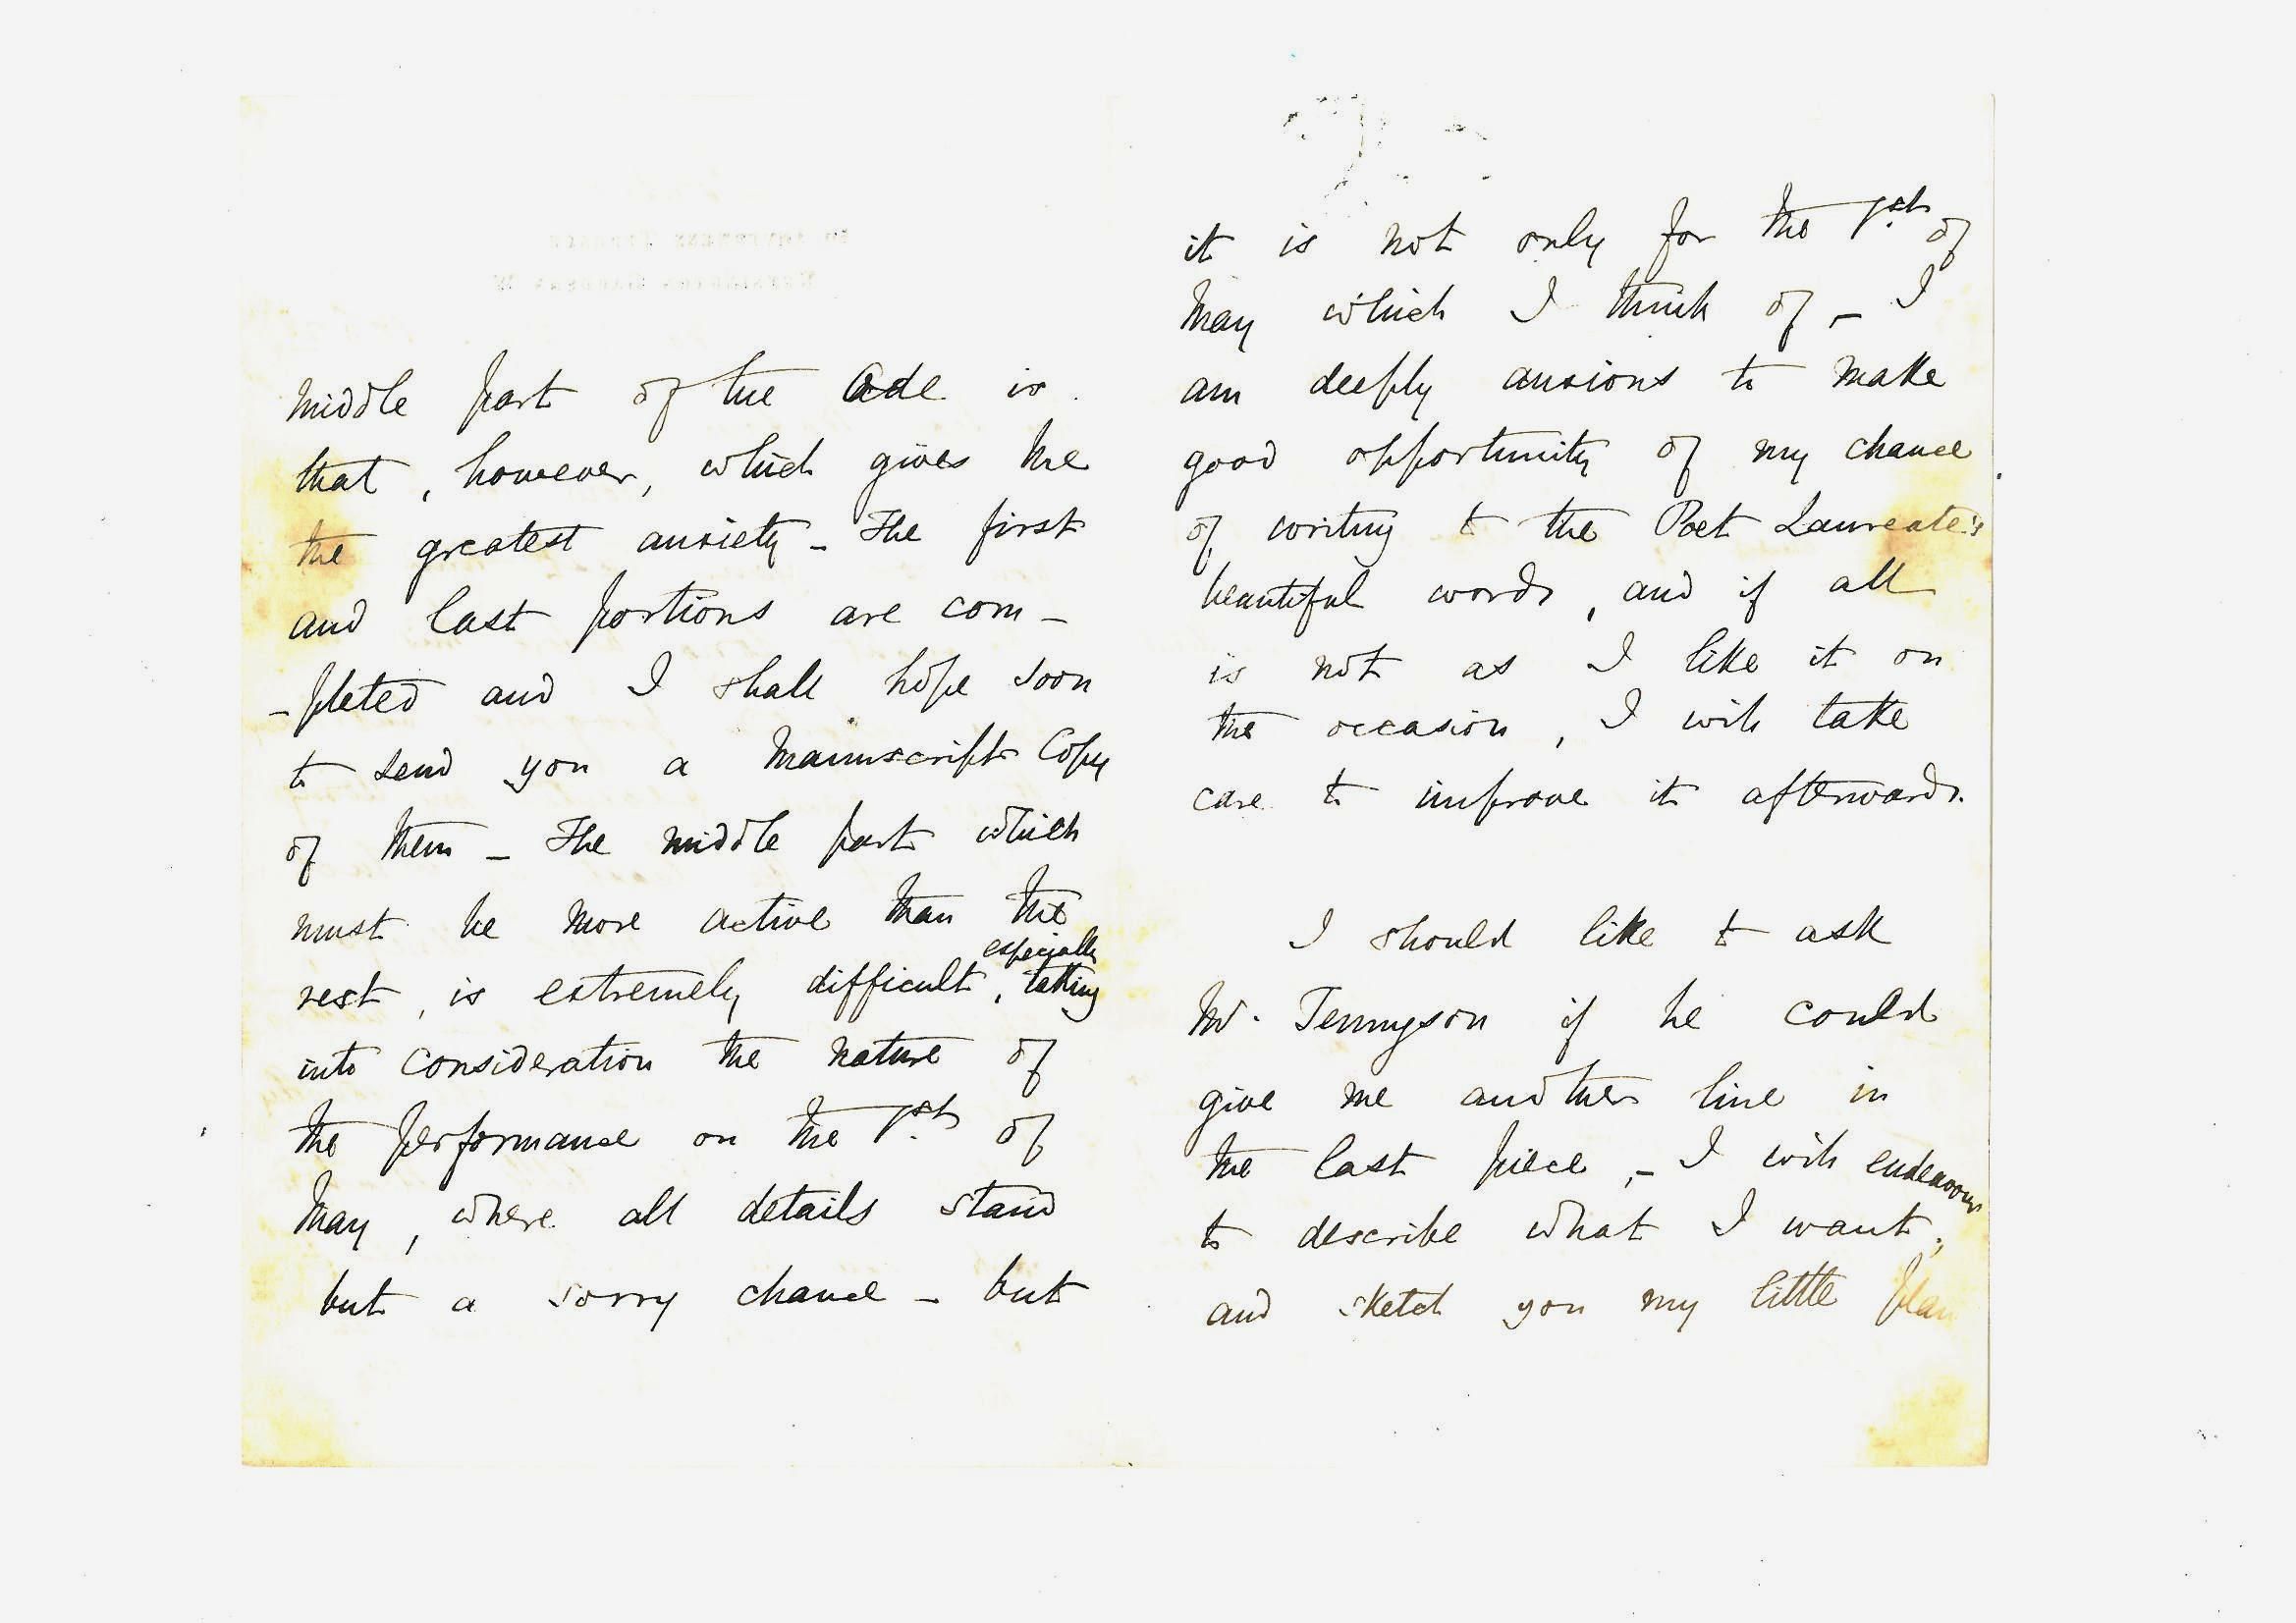 middle part of the Ode is
that, however, which gives me
the greatest anxiety - The first
and last portions are com-
-pleted and I shall hope soon
to send you a Manuscript Copy
of them - The middle part which
must be more active than the
rest, is extremely difficult, especially taking
into consideration the nature of
the performance on the 1st of
May, where all details stand
but a sorry chance - but
it is not only for the 1st of
May which I think of - I
am deeply anxious to make
good opportunity of my chance
of writing to the Poet Laureate's
beautiful words, and if all
is not as I like it on
the occasion, I will take
care to improve it afterwards.
I should like to ask
Mr. Tennyson if he could
give me another line in
the last piece, - I will endeavour
to describe what I want,
and sketch you my little plan